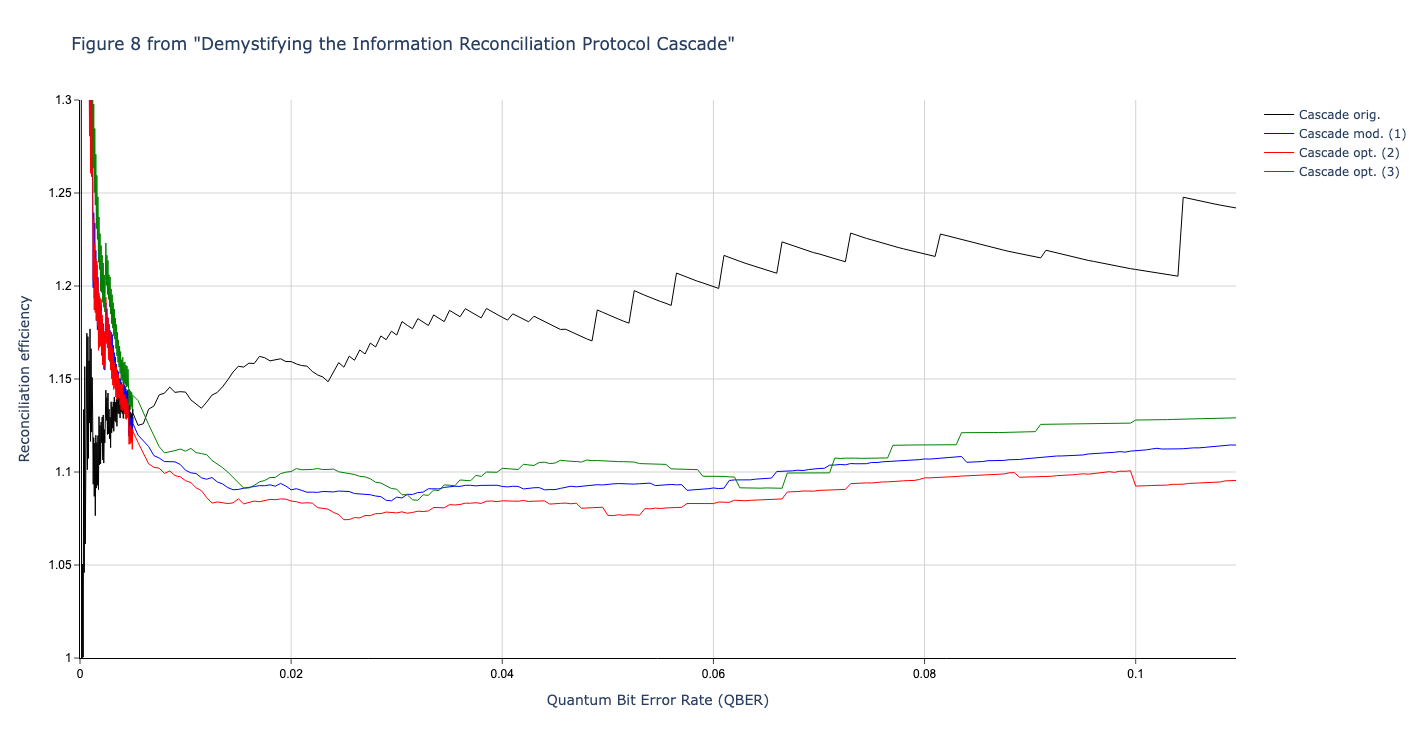 Figure 8 from "Demystifying the Information Reconciliation Protocol Cascade"
Cascade orig.
Cascade mod. (1)
Cascade opt. (2)
Cascade opt. (3)
Reconciliation efficiency
1.3
1.25
1.2
1.15
1.1
1.05
1
0
0.02
0.04
0.06
0.08
0.1
Quantum Bit Error Rate (QBER)